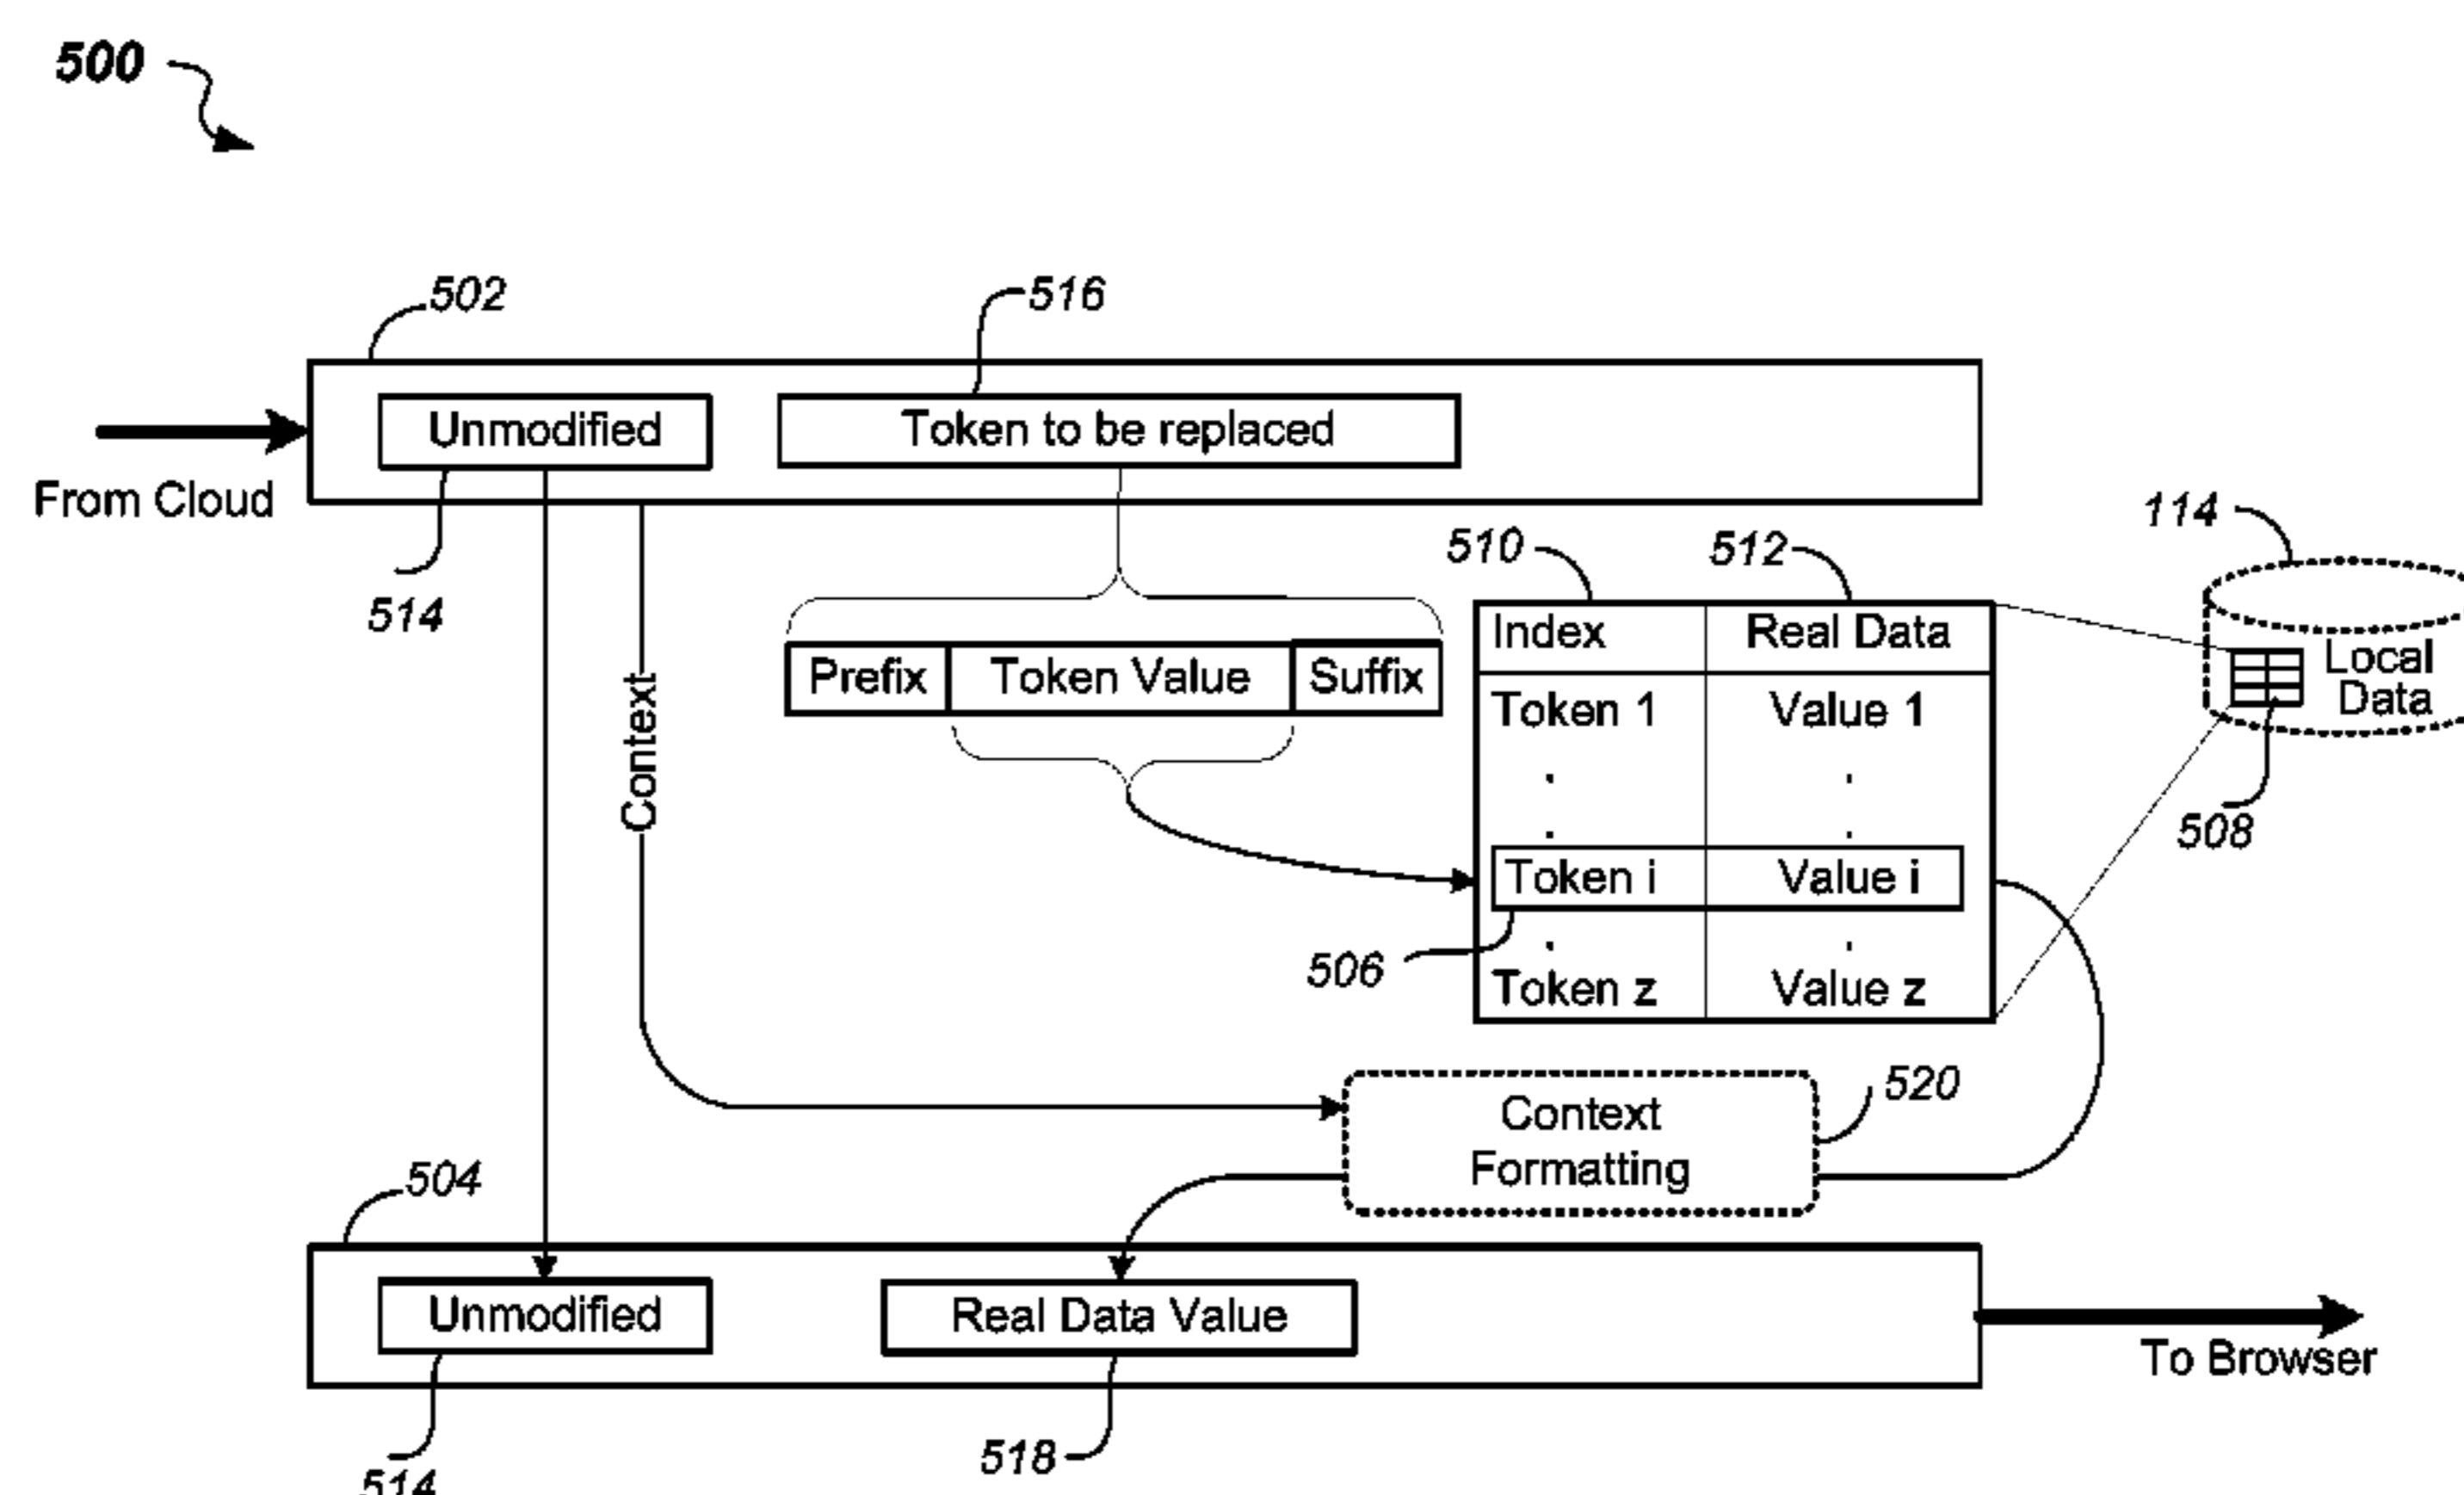 500
502
516
Unmodified
Token to be replaced
From Cloud
514
510
512
114
Index
Real Data
Prefix
Token Value
Suffix
Local
Data
Token 1
Value 1
Context
508
Token i
Value i
506
Token z
Value z
Context
Formatting
520
504
Unmodified
Real Data Value
To Browser
518
514